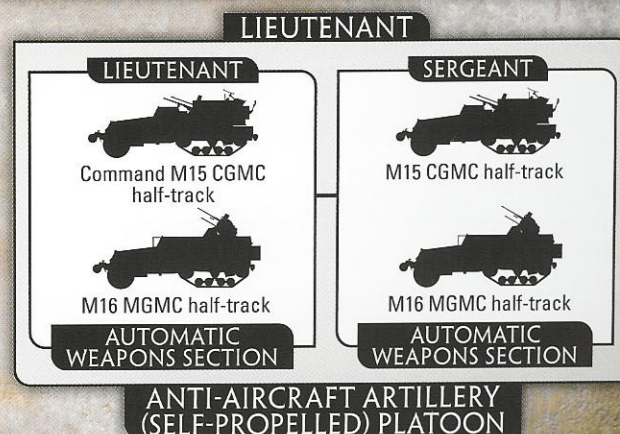 LIEUTENANT
LIEUTENANT
Command M15 CGMC
half-track
M16 MGMC half-track
AUTOMATIC
WEAPONS SECTION
SERGEANT
M15 CGMC half-track
M16 MGMC half-track
AUTOMATIC
WEAPONS SECTION
ANTI-AIRCRAFT ARTILLERY
(SELF-PROPELLED) PLATOON